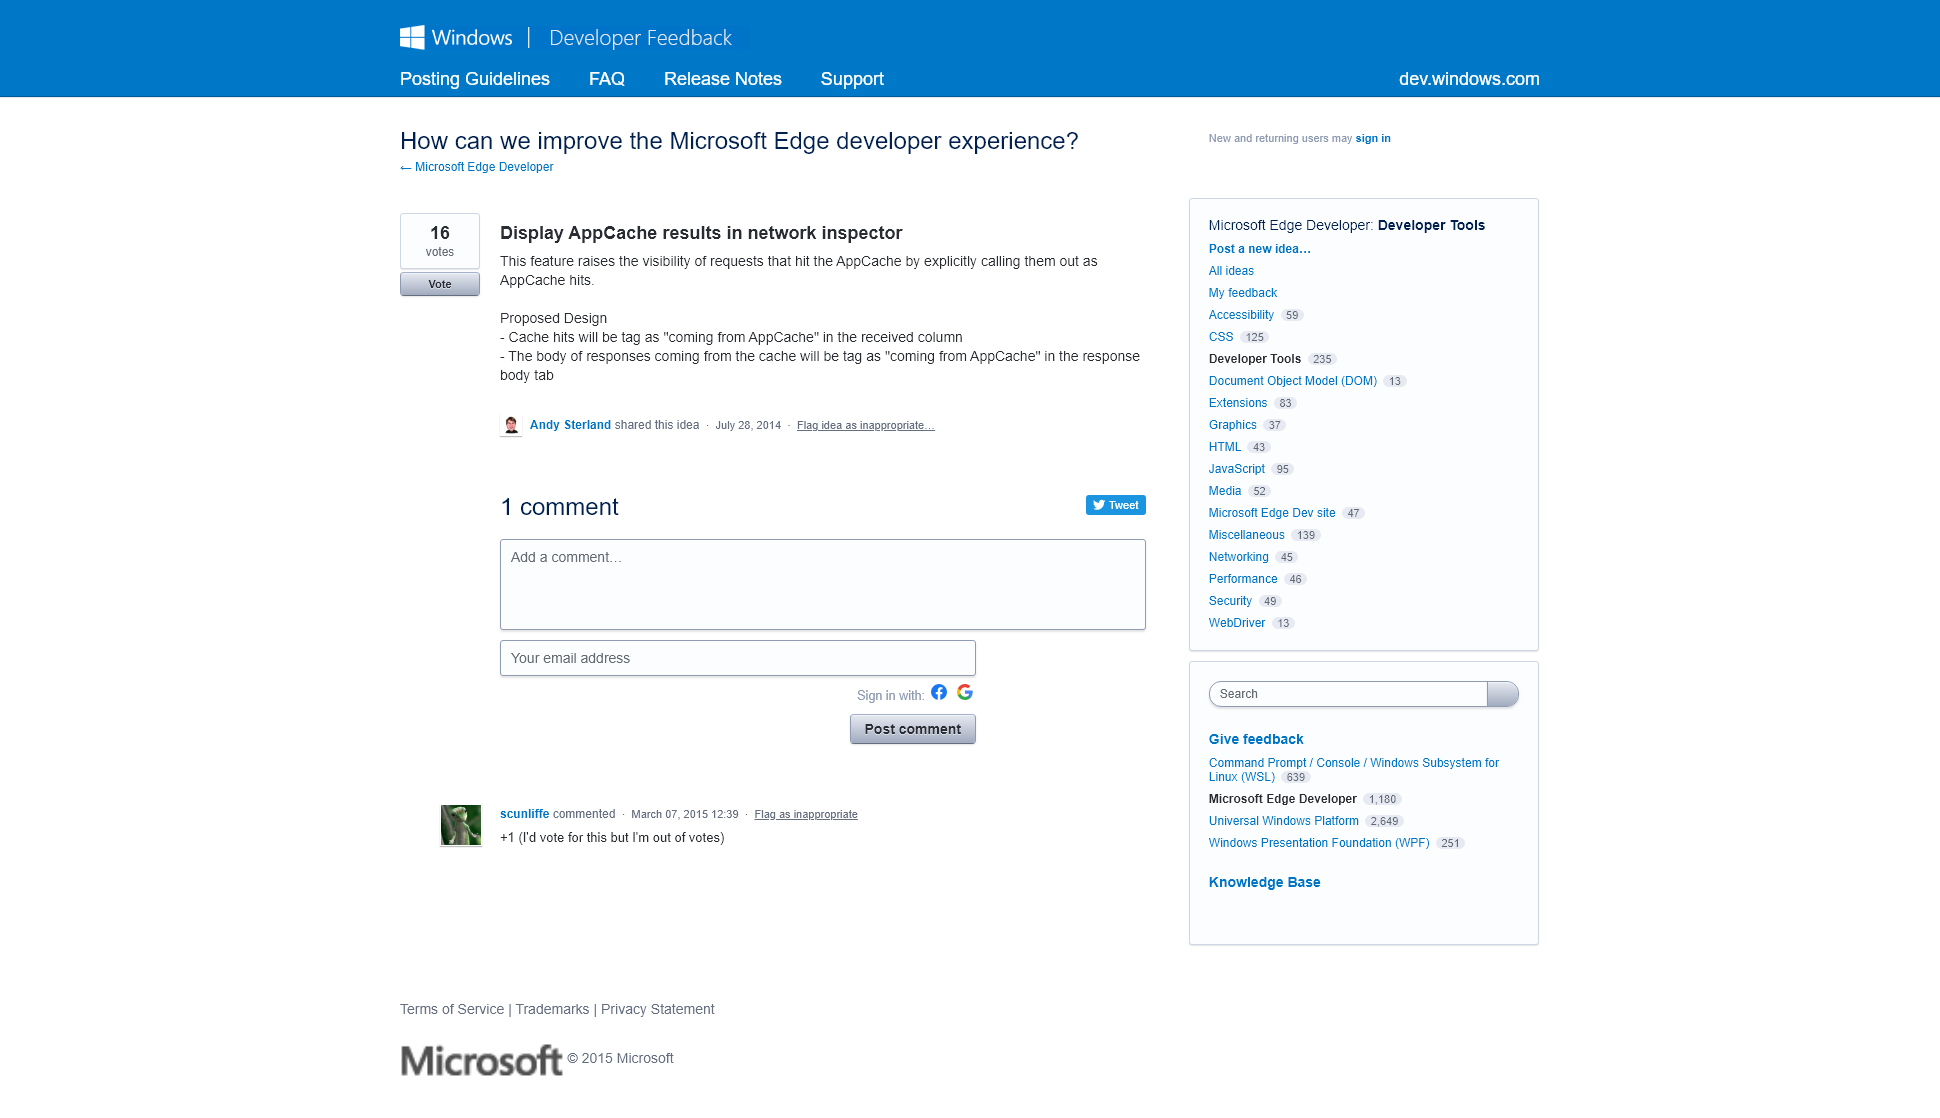 Windows | Developer Feedback
Posting Guidelines FAQ Release Notes Support dev.windows.com
How can we improve the Microsoft Edge developer experience?
← Microsoft Edge Developer
New and returning users may sign in
16
votes
Vote
Display AppCache results in network inspector
This feature raises the visibility of requests that hit the AppCache by explicitly calling them out as
AppCache hits.
Proposed Design
- Cache hits will be tag as "coming from AppCache" in the received column
- The body of responses coming from the cache will be tag as "coming from AppCache" in the response
body tab
Andy Sterland shared this idea · July 28, 2014 · Flag idea as inappropriate…
1 comment
Tweet
Add a comment…
Your email address
Sign in with:
Post comment
scunliffe commented · March 07, 2015 12:39 · Flag as inappropriate
+1 (I'd vote for this but I'm out of votes)
Microsoft Edge Developer: Developer Tools
Post a new idea…
All ideas
My feedback
Accessibility 59
CSS 125
Developer Tools 235
Document Object Model (DOM) 13
Extensions 83
Graphics 37
HTML 43
JavaScript 95
Media 52
Microsoft Edge Dev site 47
Miscellaneous 139
Networking 45
Performance 46
Security 49
WebDriver 13
Search
Give feedback
Command Prompt / Console / Windows Subsystem for
Linux (WSL) 639
Microsoft Edge Developer 1,180
Universal Windows Platform 2,649
Windows Presentation Foundation (WPF) 251
Knowledge Base
Terms of Service | Trademarks | Privacy Statement
Microsoft © 2015 Microsoft